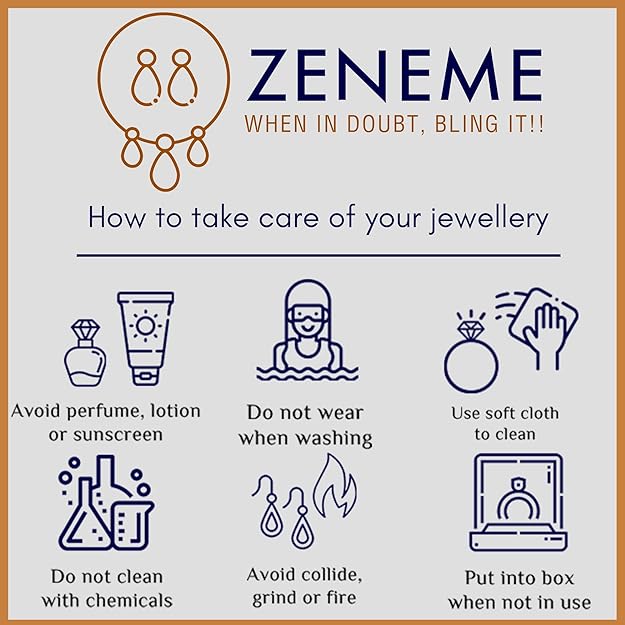 ZENEME
WHEN IN DOUBT, BLING IT!!
How to take care of your jewellery
Avoid perfume, lotion
or sunscreen
Do not wear
when washing
Use soft cloth
to clean
Do not clean
with chemicals
Avoid collide,
grind or fire
Put into box
when not in use